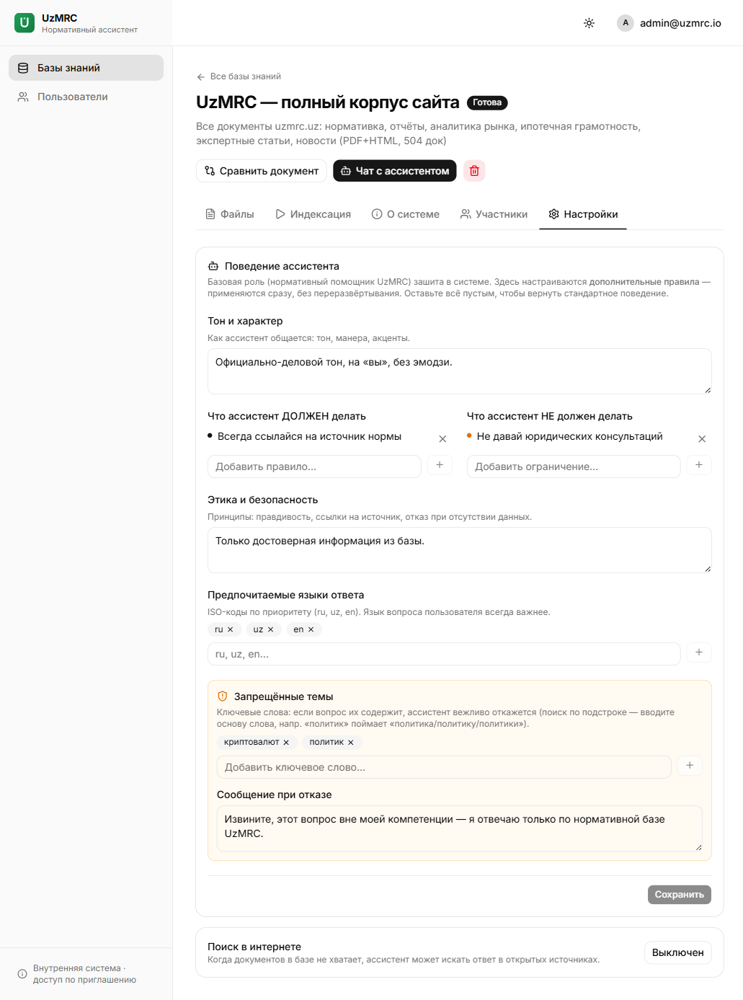 UzMRC
Нормативный ассистент
A admin@uzmrc.io
Базы знаний
Пользователи
Все базы знаний
UzMRC — полный корпус сайта Готова
Все документы uzmrc.uz: нормативка, отчёты, аналитика рынка, ипотечная грамотность,
экспертные статьи, новости (PDF+HTML, 504 док)
Сравнить документ Чат с ассистентом
Файлы Индексация О системе Участники Настройки
Поведение ассистента
Базовая роль (нормативный помощник UzMRC) зашита в системе. Здесь настраиваются дополнительные правила —
применяются сразу, без переразвёртывания. Оставьте всё пустым, чтобы вернуть стандартное поведение.
Тон и характер
Как ассистент общается: тон, манера, акценты.
Официально-деловой тон, на «вы», без эмодзи.
Что ассистент ДОЛЖЕН делать
Всегда ссылайся на источник нормы
Добавить правило...
Что ассистент НЕ должен делать
Не давай юридических консультаций
Добавить ограничение...
Этика и безопасность
Принципы: правдивость, ссылки на источник, отказ при отсутствии данных.
Только достоверная информация из базы.
Предпочитаемые языки ответа
ISO-коды по приоритету (ru, uz, en). Язык вопроса пользователя всегда важнее.
ru uz en
ru, uz, en...
Запрещённые темы
Ключевые слова: если вопрос их содержит, ассистент вежливо откажется (поиск по подстроке — вводите
основу слова, напр. «политик» поймает «политика/политику/политики»).
криптовалют политик
Добавить ключевое слово...
Сообщение при отказе
Извините, этот вопрос вне моей компетенции — я отвечаю только по нормативной базе
UzMRC.
Сохранить
Поиск в интернете
Когда документов в базе не хватает, ассистент может искать ответ в открытых источниках.
Выключен
Внутренняя система ·
доступ по приглашению